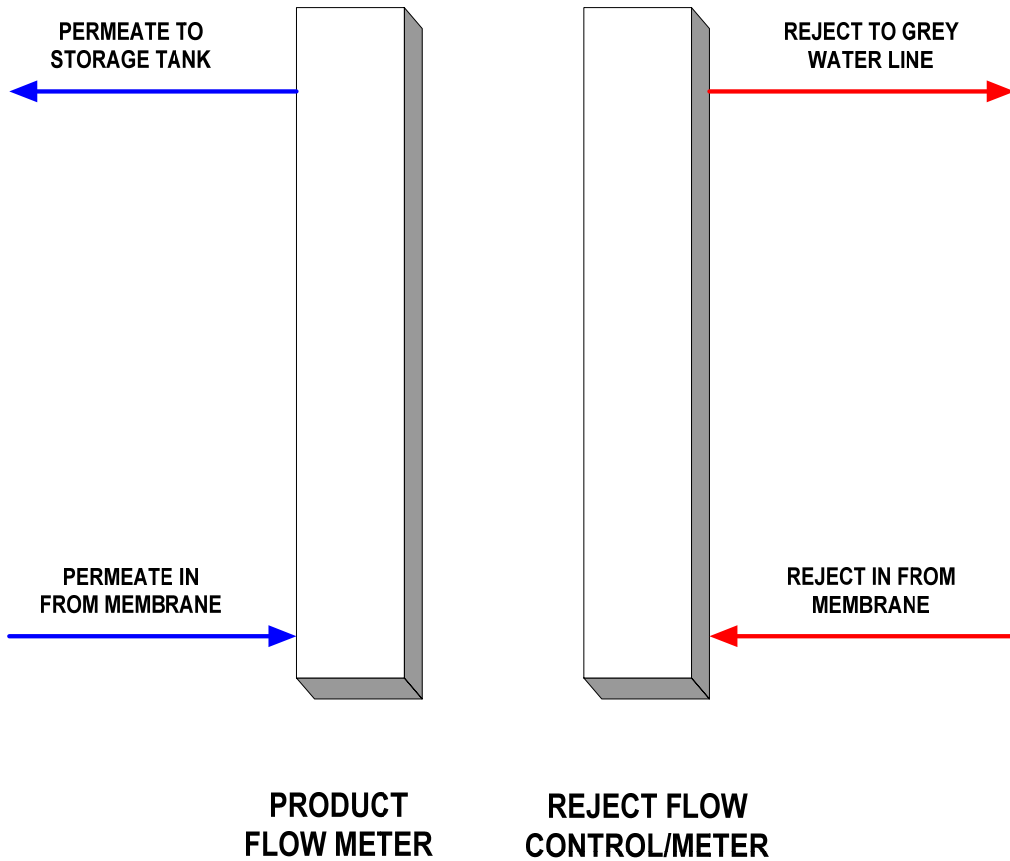 PERMEATE TO
STORAGE TANK
REJECT TO GREY
WATER LINE
PERMEATE IN
FROM MEMBRANE
REJECT IN FROM
MEMBRANE
PRODUCT
FLOW METER
REJECT FLOW
CONTROL/METER